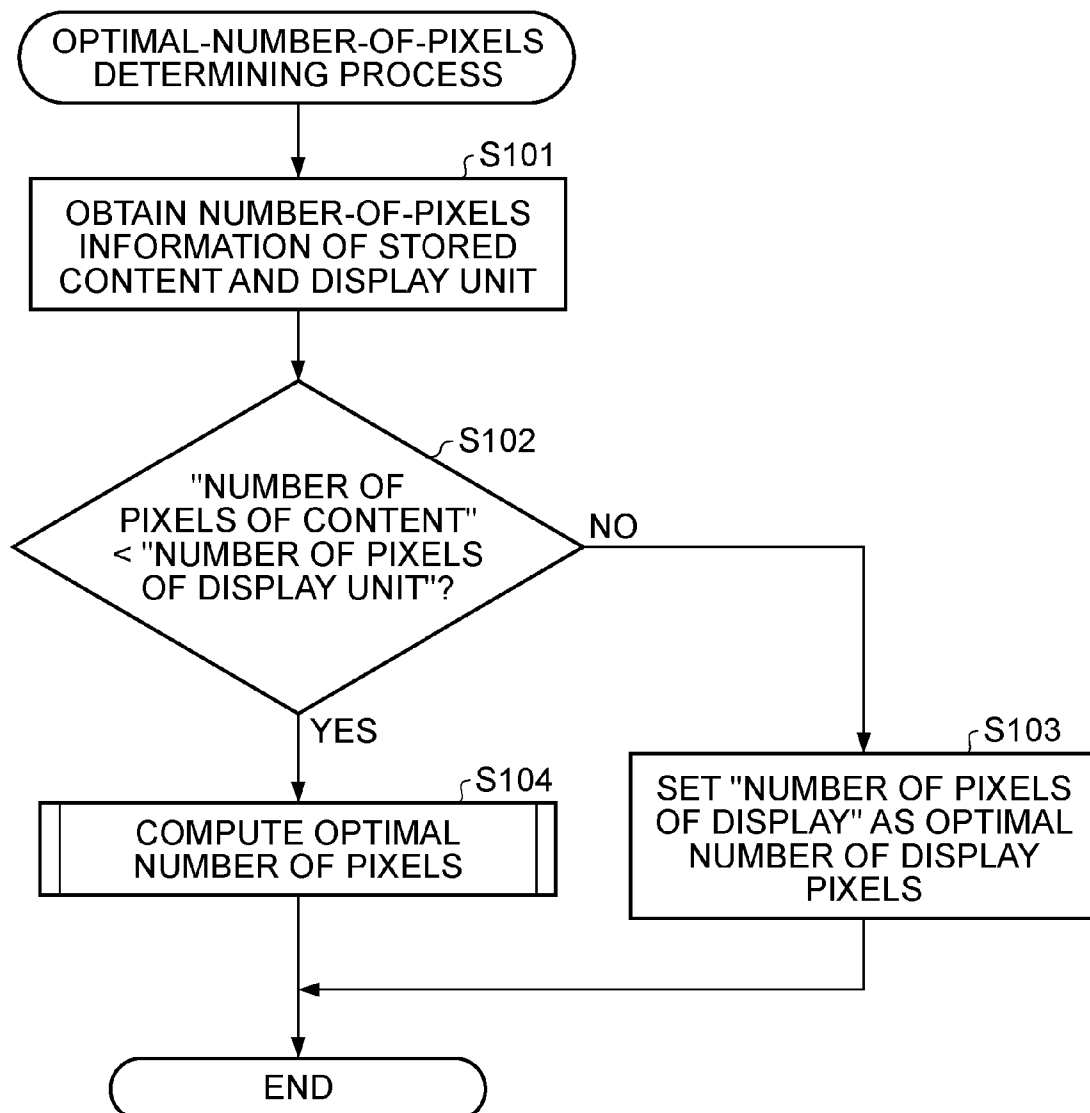 OPTIMAL-NUMBER-OF-PIXELS
DETERMINING PROCESS
S101
OBTAIN NUMBER-OF-PIXELS
INFORMATION OF STORED
CONTENT AND DISPLAY UNIT
S102
"NUMBER OF
PIXELS OF CONTENT"
< "NUMBER OF PIXELS
OF DISPLAY UNIT"?
NO
YES
S103
SET "NUMBER OF PIXELS
OF DISPLAY" AS OPTIMAL
NUMBER OF DISPLAY
PIXELS
S104
COMPUTE OPTIMAL
NUMBER OF PIXELS
END